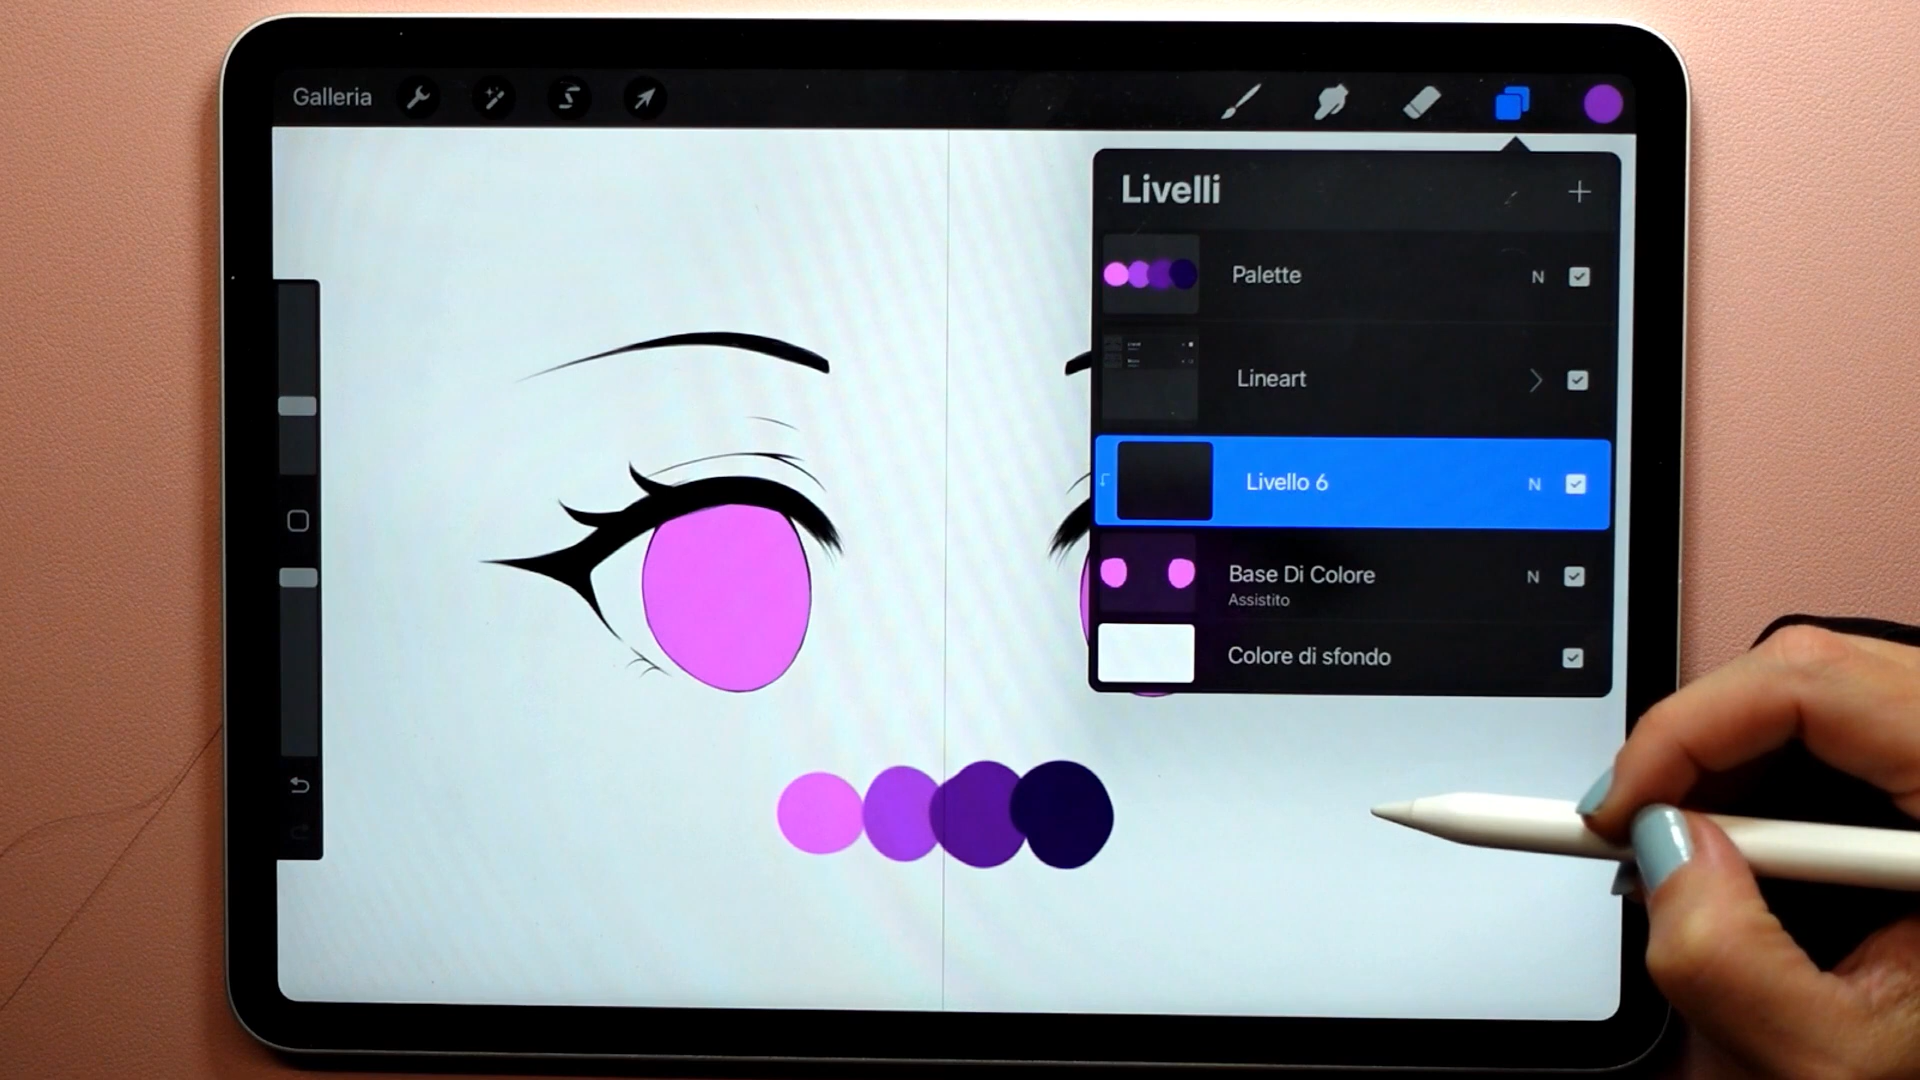 Galleria
Livelli
Palette N
Lineart
Livello 6 N
Base Di Colore N
Assistito
Colore di sfondo